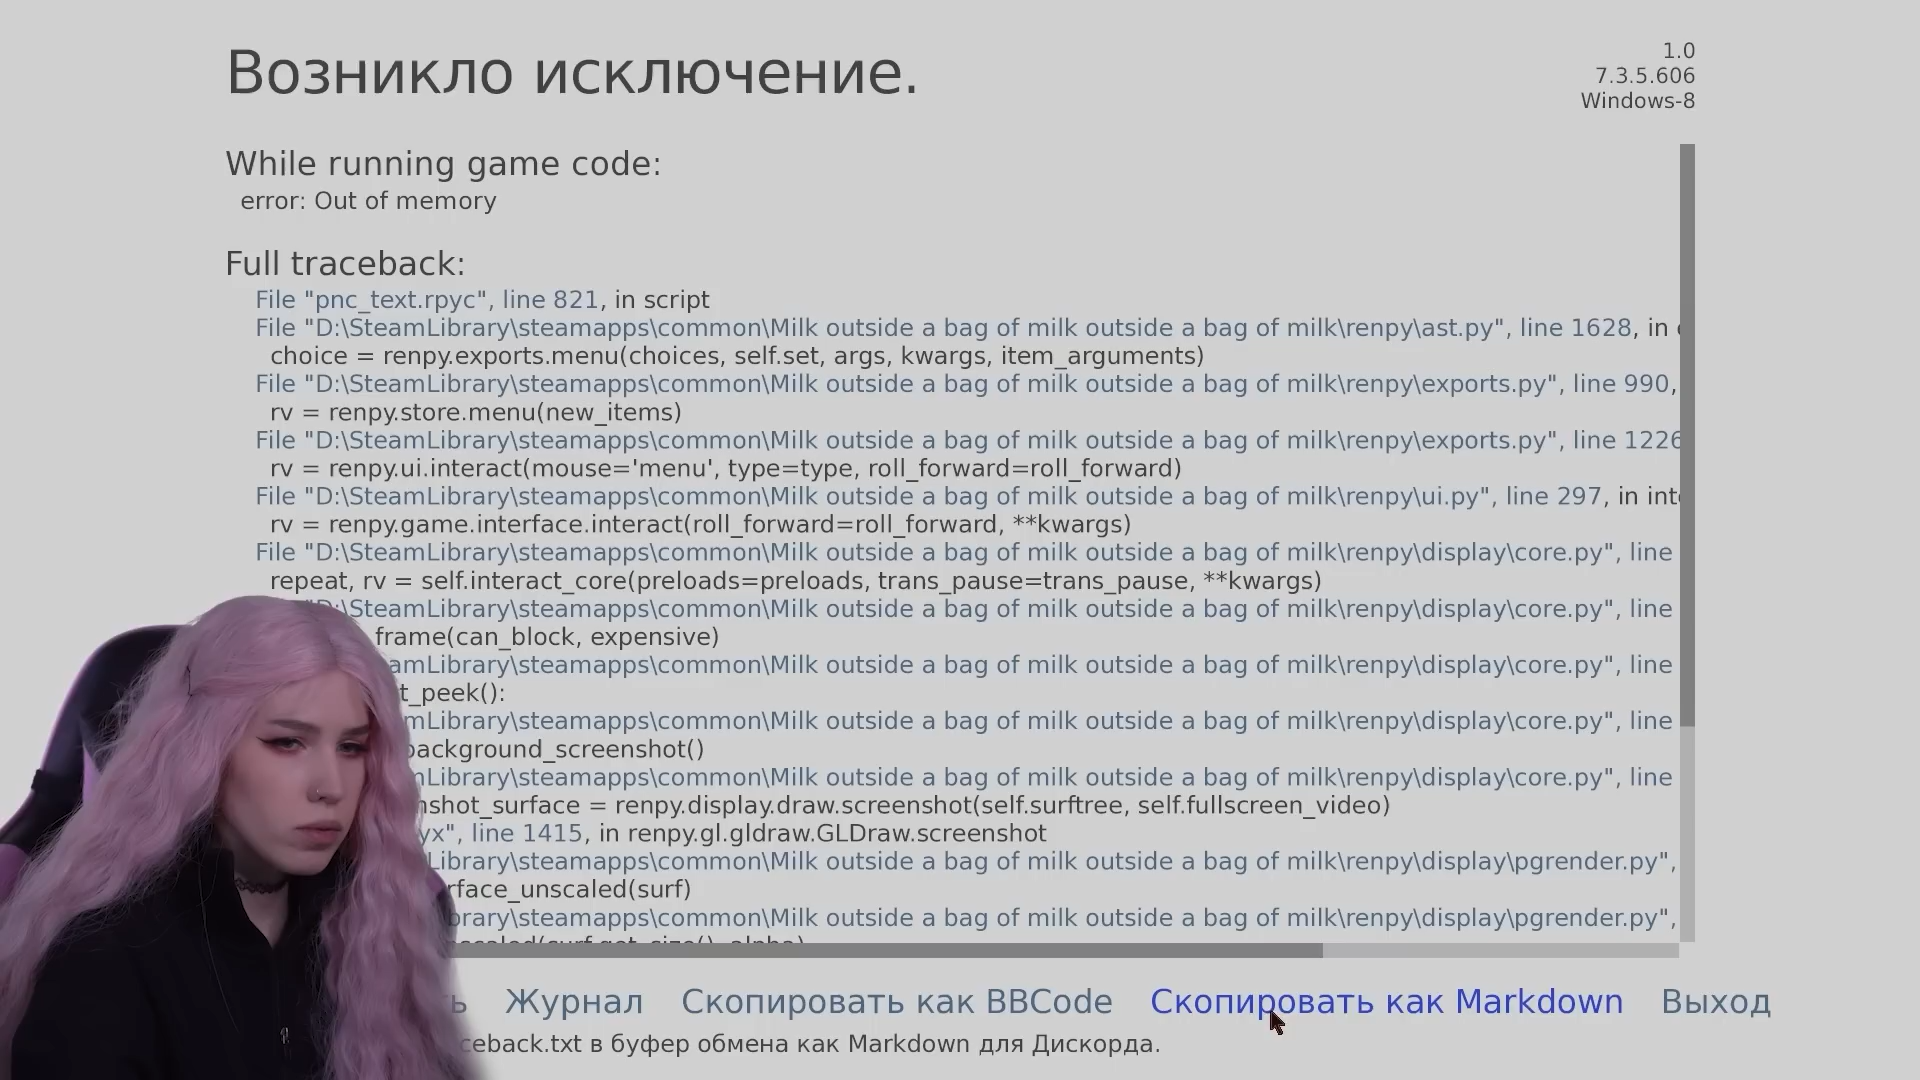 Возникло исключение.
1.0
7.3.5.606
Windows-8
While running game code:
error: Out of memory
Full traceback:
File "pnc_text.rpyc", line 821, in script
File "D:\SteamLibrary\steamapps\common\Milk outside a bag of milk outside a bag of milk\renpy\ast.py", line 1628, in
choice = renpy.exports.menu(choices, self.set, args, kwargs, item_arguments)
File "D:\SteamLibrary\steamapps\common\Milk outside a bag of milk outside a bag of milk\renpy\exports.py", line 990,
rv = renpy.store.menu(new_items)
File "D:\SteamLibrary\steamapps\common\Milk outside a bag of milk outside a bag of milk\renpy\exports.py", line 1226
rv = renpy.ui.interact(mouse='menu', type=type, roll_forward=roll_forward)
File "D:\SteamLibrary\steamapps\common\Milk outside a bag of milk outside a bag of milk\renpy\ui.py", line 297, in
rv = renpy.game.interface.interact(roll_forward=roll_forward, **kwargs)
File "D:\SteamLibrary\steamapps\common\Milk outside a bag of milk outside a bag of milk\renpy\display\core.py", line
repeat, rv = self.interact_core(preloads=preloads, trans_pause=trans_pause, **kwargs)
D:\SteamLibrary\steamapps\common\Milk outside a bag of milk outside a bag of milk\renpy\display\core.py", line
frame(can_block, expensive)
amLibrary\steamapps\common\Milk outside a bag of milk outside a bag of milk\renpy\display\core.py", line
t_peek():
mLibrary\steamapps\common\Milk outside a bag of milk outside a bag of milk\renpy\display\core.py", line
background_screenshot()
mLibrary\steamapps\common\Milk outside a bag of milk outside a bag of milk\renpy\display\core.py", line
nshot_surface = renpy.display.draw.screenshot(self.surftree, self.fullscreen_video)
yx", line 1415, in renpy.gl.gldraw.GLDraw.screenshot
Library\steamapps\common\Milk outside a bag of milk outside a bag of milk\renpy\display\pgrender.py",
rface_unscaled(surf)
brary\steamapps\common\Milk outside a bag of milk outside a bag of milk\renpy\display\pgrender.py",
Журнал
Скопировать как BBCode
Скопировать как Markdown
Выход
ceback.txt в буфер обмена как Markdown для Дискорда.